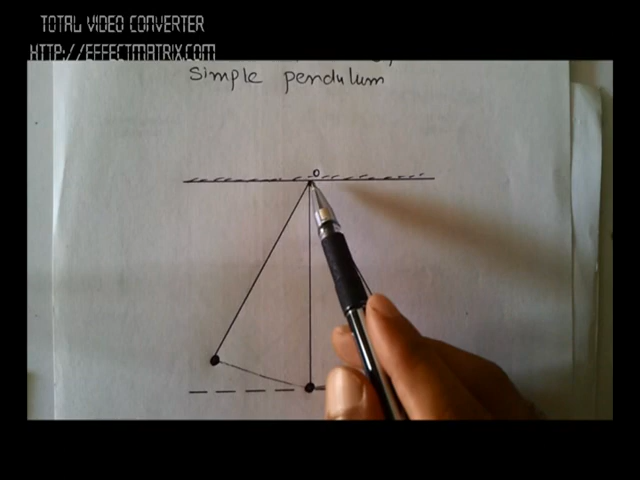 TOTAL VIDEO CONVERTER
HTTP://EFFECTMATRIX.COM
Simple pendulum
O